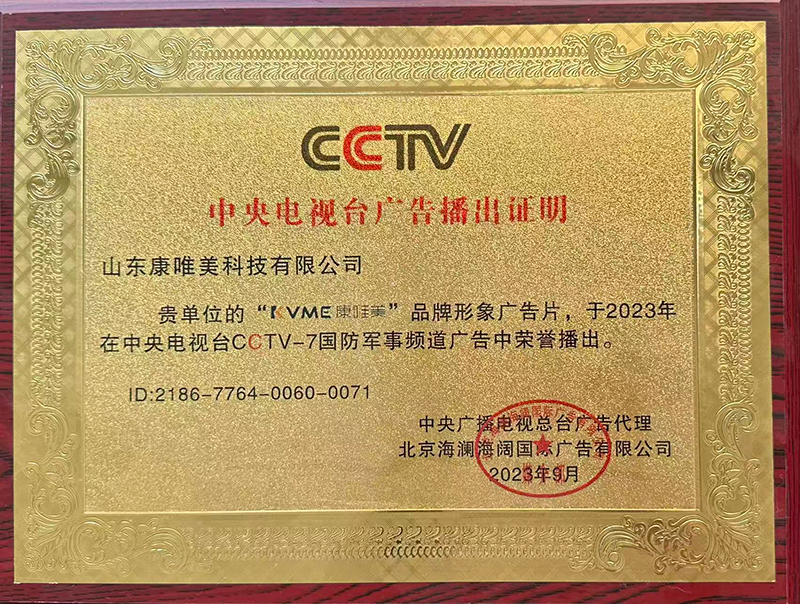 CCTV
中央电视台广告播出证明
山东康唯美科技有限公司
贵单位的“KVME康唯美”品牌形象广告片，于2023年
在中央电视台CCTV-7国防军事频道广告中荣誉播出。
ID:2186-7764-0060-0071
中央广播电视总台广告代理
北京海澜海阔国际广告有限公司
2023年9月